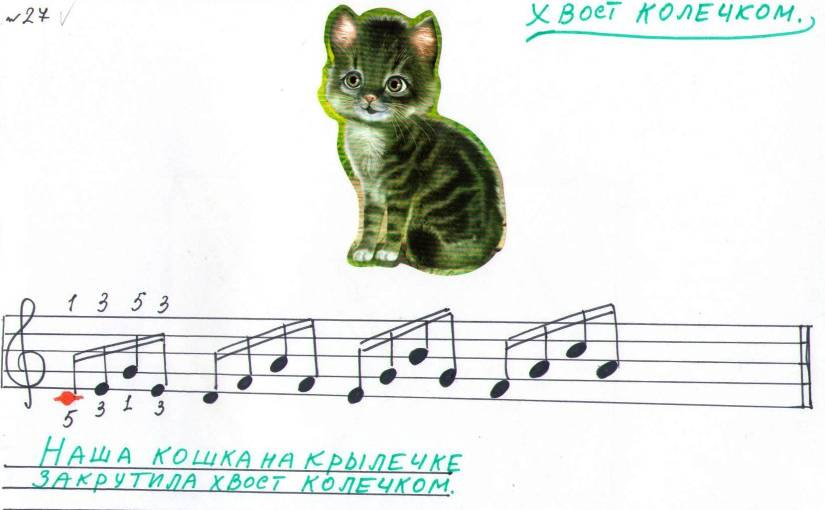 №27
Хвост колечком.
1 3 5 3
5 3 1 3
Наша кошка на крылечке
закрутила хвост колечком.